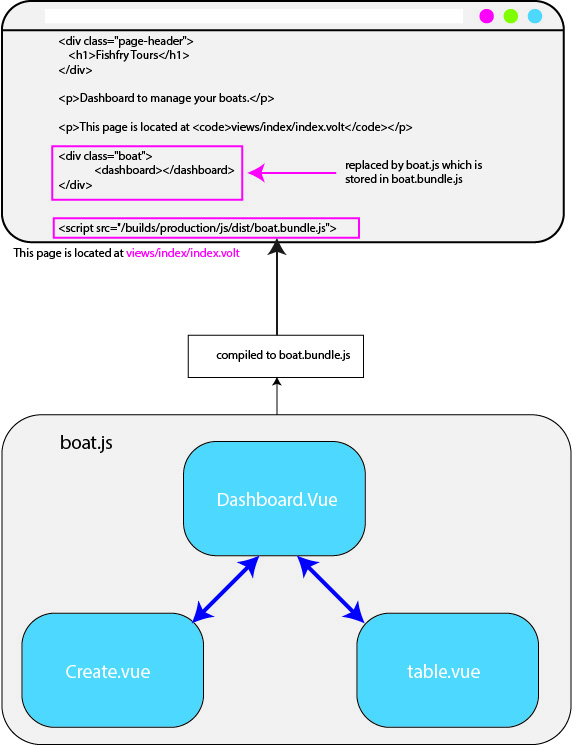 <div class="page-header">
<h1>Fishfry Tours</h1>
</div>
<p>Dashboard to manage your boats.</p>
<p>This page is located at <code>views/index/index.volt</code></p>
<div class="boat">
<dashboard></dashboard>
</div>
replaced by boat.js which is
stored in boat.bundle.js
<script src="/builds/production/js/dist/boat.bundle.js">
This page is located at views/index/index.volt
compiled to boat.bundle.js
boat.js
Dashboard.Vue
Create.vue
table.vue